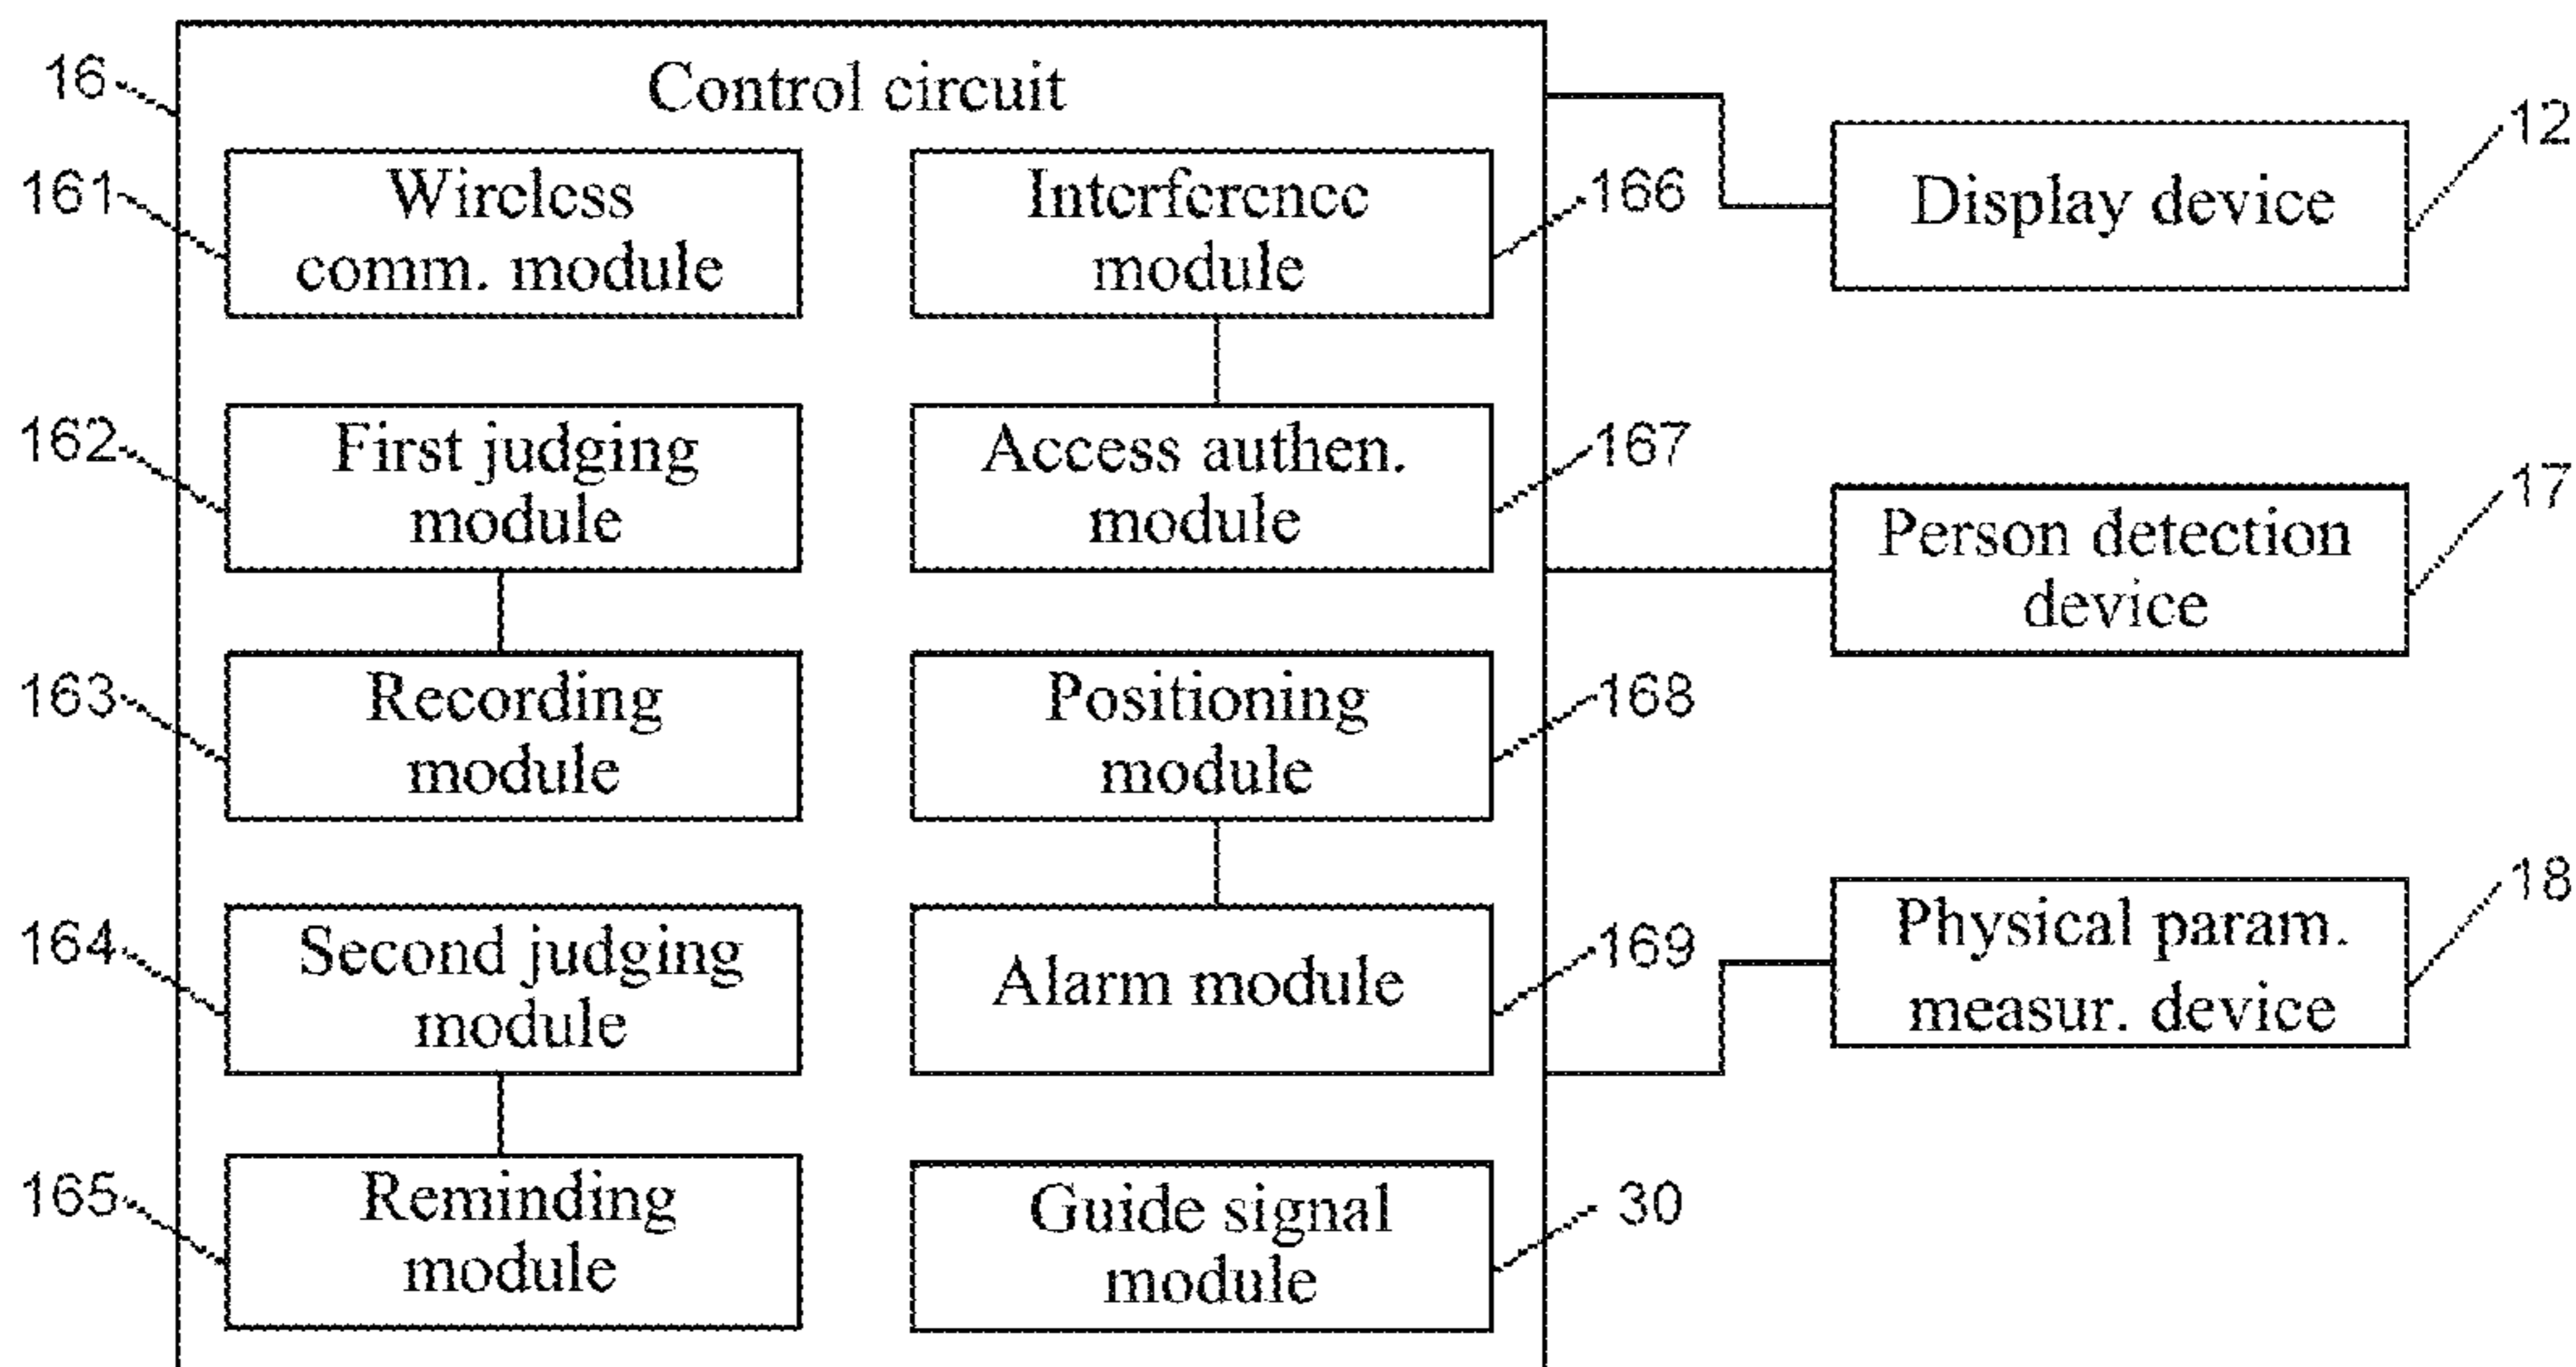 Control circuit
16
161
Wireless
comm. module
Interference
module
166
162
First judging
module
Access authen.
module
167
163
Recording
module
Positioning
module
168
164
Second judging
module
Alarm module
169
165
Reminding
module
Guide signal
module
30
Display device
12
Person detection
device
17
Physical param.
measur. device
18